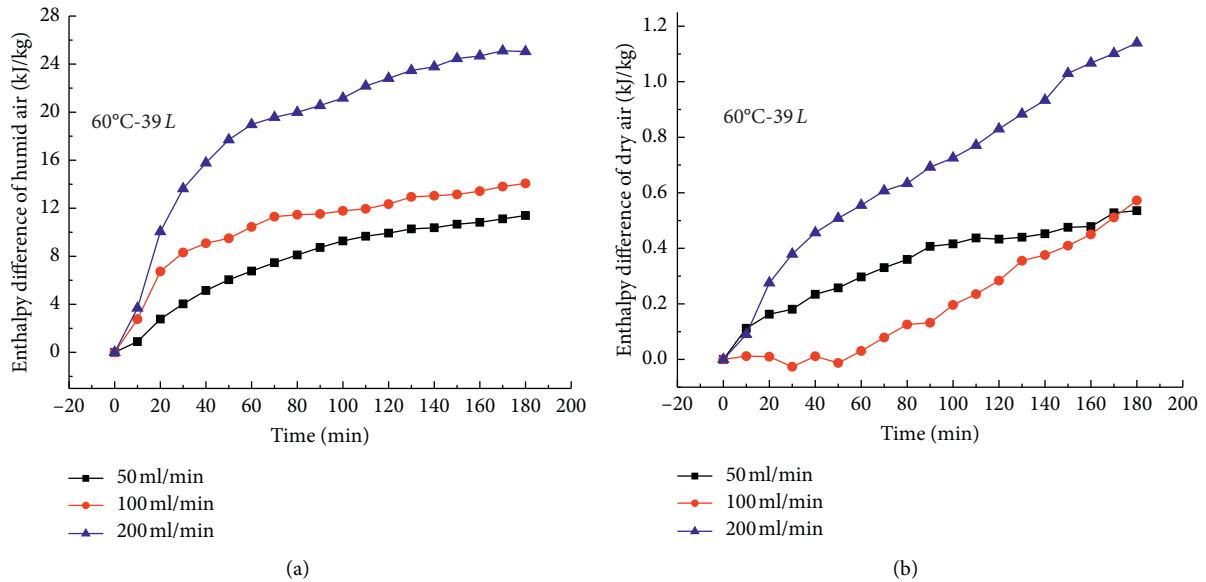 Enthalpy difference of humid air (kJ/kg)
28
24
20
16
12
8
4
0
60°C-39 L
−20 0 20 40 60 80 100 120 140 160 180 200
Time (min)
50 ml/min
100 ml/min
200 ml/min
(a)
Enthalpy difference of dry air (kJ/kg)
1.2
1.0
0.8
0.6
0.4
0.2
0.0
60°C-39 L
−20 0 20 40 60 80 100 120 140 160 180 200
Time (min)
50 ml/min
100 ml/min
200 ml/min
(b)